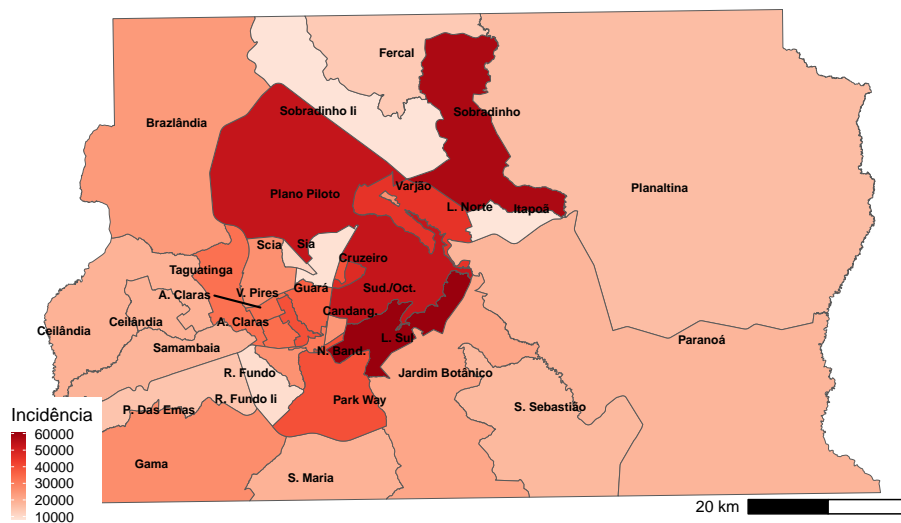 Fercal
Sobradinho Ii
Sobradinho
Brazlândia
Varjão
Planaltina
Plano Piloto
L. Norte
Itapoã
Scia
Sia
Cruzeiro
Taguatinga
V. Pires
Guará
Sud./Oct.
A. Claras
Candang.
Ceilândia
Ceilândia
A. Claras
L. Sul
Paranoá
Samambaia
N. Band.
R. Fundo
Jardim Botânico
R. Fundo Ii
Park Way
S. Sebastião
P. Das Emas
Incidência
60000
50000
40000
30000
20000
10000
Gama
S. Maria
20 km